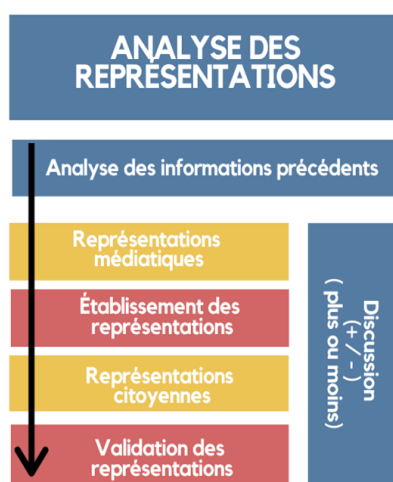 ANALYSE DES
REPRÉSENTATIONS
Analyse des informations précédents
Représentations
médiatiques
Établissement des
représentations
Représentations
citoyennes
Validation des
représentations
Discussion
(+ / - )
( plus ou moins)